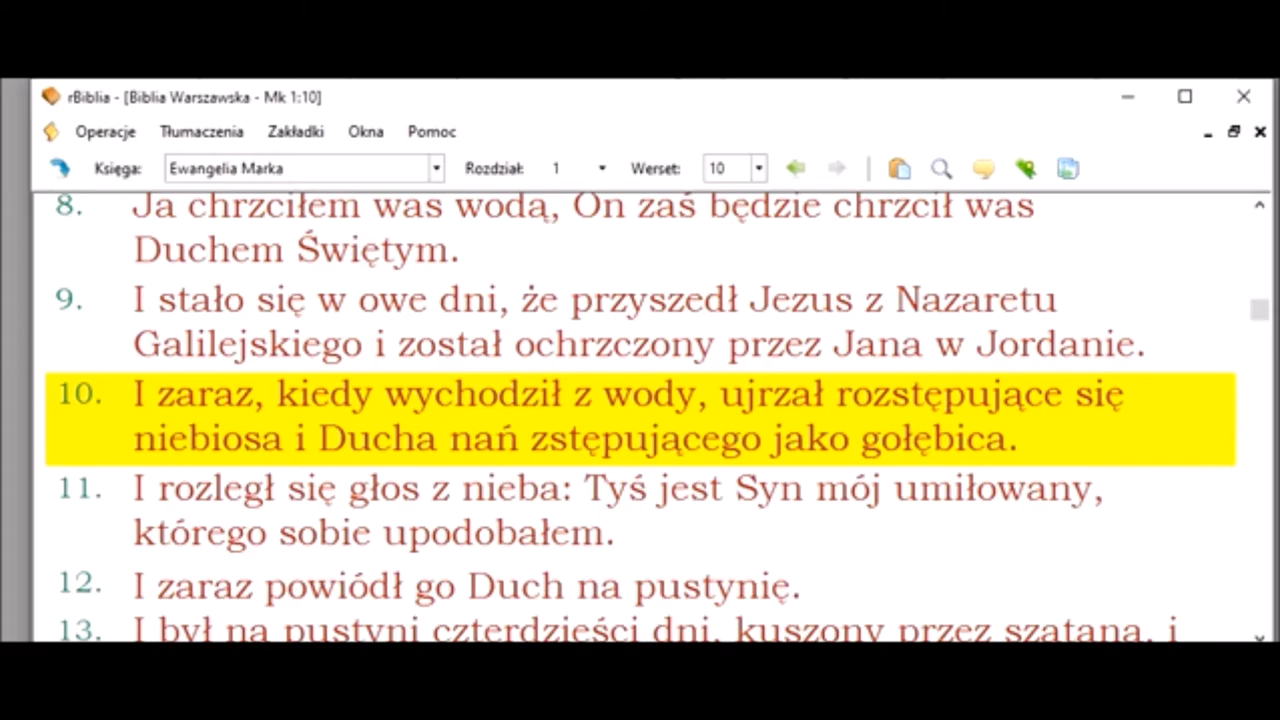 rBiblia - [Biblia Warszawska - Mk 1:10]
Operacje Tłumaczenia Zakładki Okna Pomoc
Księga: Ewangelia Marka Rozdział: 1 Werset: 10
8. Ja chrzciłem was wodą, On zaś będzie chrzcił was
Duchem Świętym.
9. I stało się w owe dni, że przyszedł Jezus z Nazaretu
Galilejskiego i został ochrzczony przez Jana w Jordanie.
10. I zaraz, kiedy wychodził z wody, ujrzał rozstępujące się
niebiosa i Ducha nań zstępującego jako gołębica.
11. I rozległ się głos z nieba: Tyś jest Syn mój umiłowany,
którego sobie upodobałem.
12. I zaraz powiódł go Duch na pustynię.
13. I był na pustyni czterdzieści dni, kuszony przez szatana, i